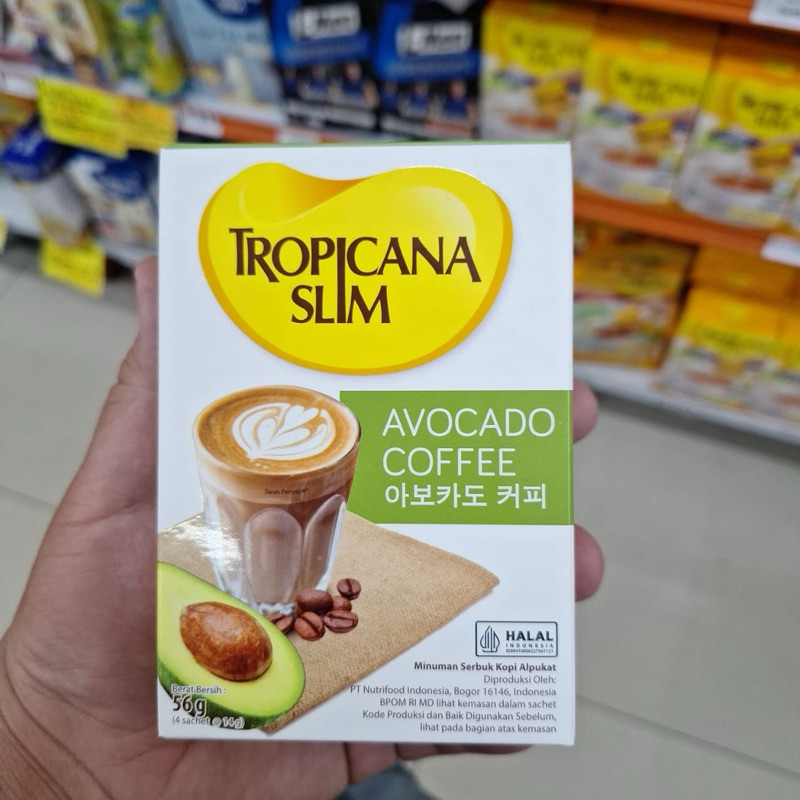 TROPICANA
SLIM
AVOCADO
COFFEE
아보카도 커피
HALAL
INDONESIA
Minuman Serbuk Kopi Alpukat
Diproduksi Oleh:
PT Nutrifood Indonesia, Bogor 16146, Indonesia
BPOM RI MD lihat kemasan dalam sachet
Kode Produksi dan Baik Digunakan Sebelum,
lihat pada bagian atas kemasan
Berat Bersih :
56 g
(4 sachet @ 14g)